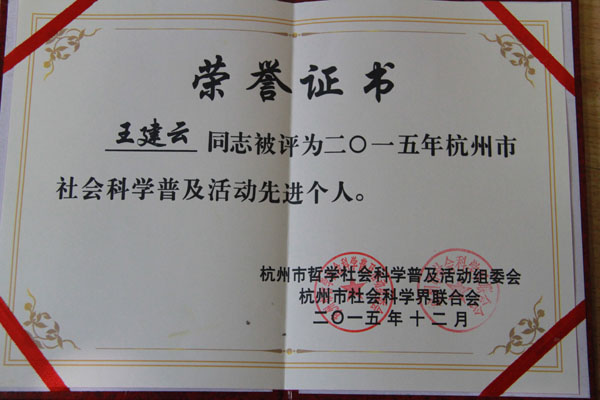 荣誉证书
王建云 同志被评为二〇一五年杭州市
社会科学普及活动先进个人。
杭州市哲学社会科学普及活动组委会
杭州市社会科学界联合会
二〇一五年十二月